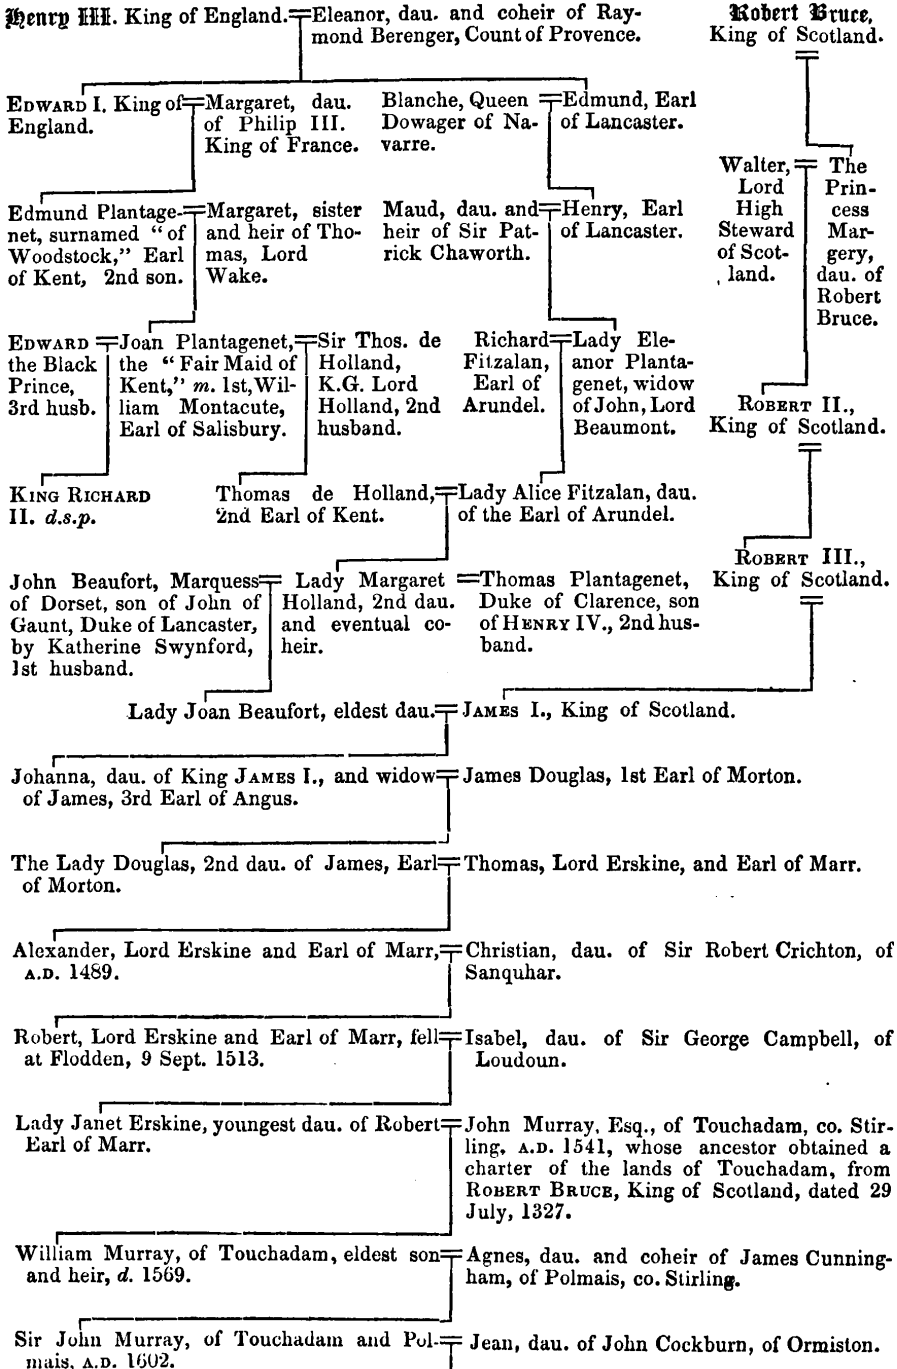 Henry III. King of England.
Eleanor, dau. and coheir of Ray-
mond Berenger, Count of Provence.
Robert Bruce,
King of Scotland.
EDWARD I. King of
England.
Margaret, dau.
of Philip III.
King of France.
Blanche, Queen
Dowager of Na-
varre.
Edmund, Earl
of Lancaster.
Walter,
Lord
High
Steward
of Scot-
land.
The
Prin-
cess
Mar-
gery,
dau. of
Robert
Bruce.
Edmund Plantage-
net, surnamed “of
Woodstock,” Earl
of Kent, 2nd son.
Margaret, sister
and heir of Tho-
mas, Lord
Wake.
Maud, dau. and
heir of Sir Pat-
rick Chaworth.
Henry, Earl
of Lancaster.
EDWARD
the Black
Prince,
3rd husb.
Joan Plantagenet,
the “Fair Maid of
Kent,” m. 1st, Wil-
liam Montacute,
Earl of Salisbury.
Sir Thos. de
Holland,
K.G. Lord
Holland, 2nd
husband.
Richard
Fitzalan,
Earl of
Arundel.
Lady Ele-
anor Planta-
genet, widow
of John, Lord
Beaumont.
ROBERT II.,
King of Scotland.
KING RICHARD
II. d.s.p.
Thomas de Holland,
2nd Earl of Kent.
Lady Alice Fitzalan, dau.
of the Earl of Arundel.
ROBERT III.,
King of Scotland.
John Beaufort, Marquess
of Dorset, son of John of
Gaunt, Duke of Lancaster,
by Katherine Swynford,
1st husband.
Lady Margaret
Holland, 2nd dau.
and eventual co-
heir.
Thomas Plantagenet,
Duke of Clarence, son
of HENRY IV., 2nd hus-
band.
Lady Joan Beaufort, eldest dau.
JAMES I., King of Scotland.
Johanna, dau. of King JAMES I., and widow
of James, 3rd Earl of Angus.
James Douglas, 1st Earl of Morton.
The Lady Douglas, 2nd dau. of James, Earl
of Morton.
Thomas, Lord Erskine, and Earl of Marr.
Alexander, Lord Erskine and Earl of Marr,
A.D. 1489.
Christian, dau. of Sir Robert Crichton, of
Sanquhar.
Robert, Lord Erskine and Earl of Marr, fell
at Flodden, 9 Sept. 1513.
Isabel, dau. of Sir George Campbell, of
Loudoun.
Lady Janet Erskine, youngest dau. of Robert
Earl of Marr.
John Murray, Esq., of Touchadam, co. Stir-
ling, A.D. 1541, whose ancestor obtained a
charter of the lands of Touchadam, from
ROBERT BRUCE, King of Scotland, dated 29
July, 1327.
William Murray, of Touchadam, eldest son
and heir, d. 1569.
Agnes, dau. and coheir of James Cunning-
ham, of Polmais, co. Stirling.
Sir John Murray, of Touchadam and Pol-
mais, A.D. 1602.
Jean, dau. of John Cockburn, of Ormiston.